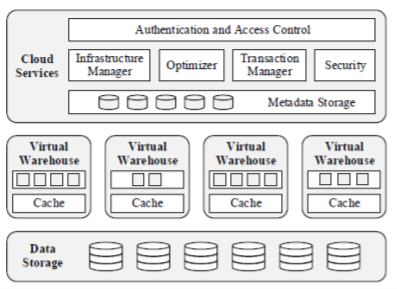 Authentication and Access Control
Cloud
Services
Infrastructure
Manager
Optimizer
Transaction
Manager
Security
Metadata Storage
Virtual
Warehouse
Cache
Virtual
Warehouse
Cache
Virtual
Warehouse
Cache
Virtual
Warehouse
Cache
Data
Storage